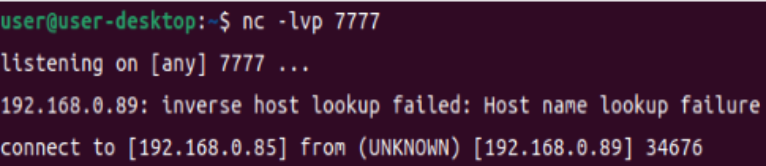 user@user-desktop:~$ nc -lvp 7777
listening on [any] 7777 ...
192.168.0.89: inverse host lookup failed: Host name lookup failure
connect to [192.168.0.85] from (UNKNOWN) [192.168.0.89] 34676